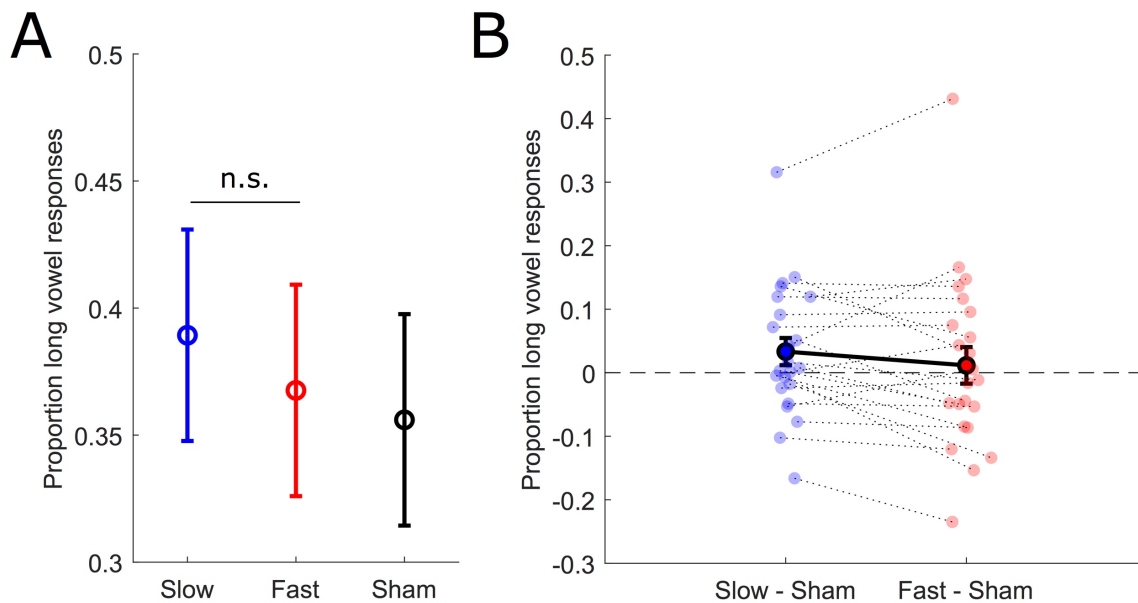 A
Proportion long vowel responses
0.5
0.45
0.4
0.35
0.3
n.s.
Slow
Fast
Sham
B
Proportion long vowel responses
0.5
0.4
0.3
0.2
0.1
0
-0.1
-0.2
-0.3
Slow - Sham
Fast - Sham